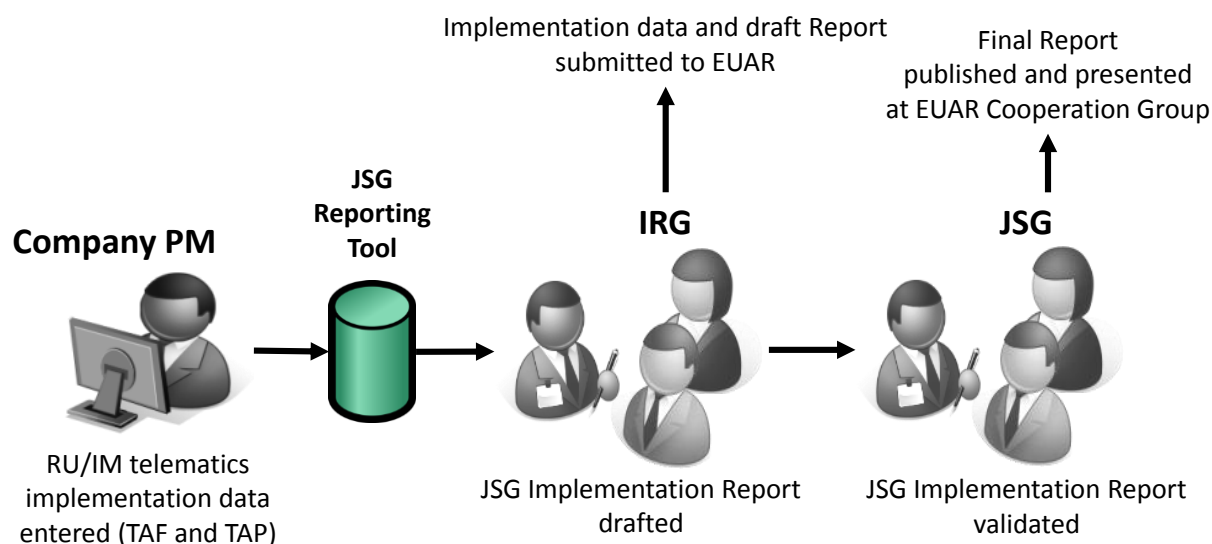 Implementation data and draft Report
submitted to EUAR
Final Report
published and presented
at EUAR Cooperation Group
JSG
Reporting
Tool
Company PM
IRG
JSG
RU/IM telematics
implementation data
entered (TAF and TAP)
JSG Implementation Report
drafted
JSG Implementation Report
validated